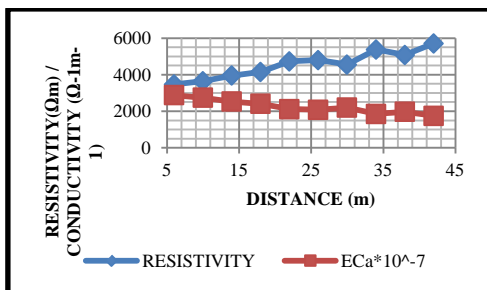 RESISTIVITY(Ωm) /
CONDUCTIVITY (Ω-1m-
1)
6000
4000
2000
0
5
15
25
35
45
DISTANCE (m)
RESISTIVITY
ECa*10^-7